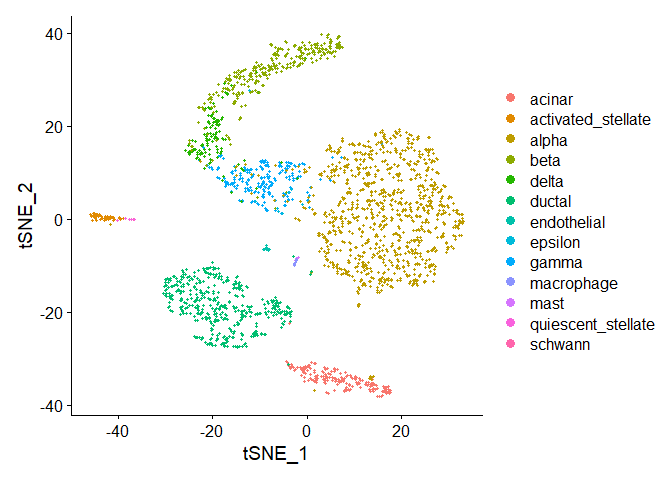 40
20
0
-20
-40
tSNE_2
-40
-20
0
20
tSNE_1
acinar
activated_stellate
alpha
beta
delta
ductal
endothelial
epsilon
gamma
macrophage
mast
quiescent_stellate
schwann